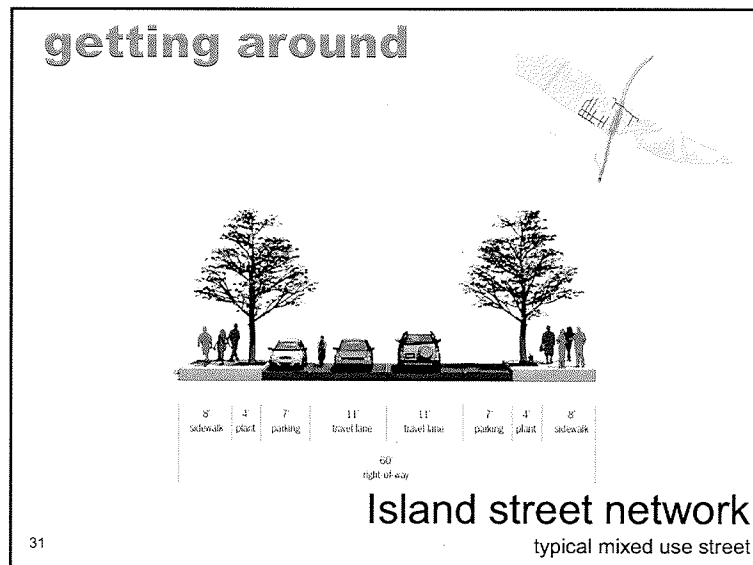 getting around
8' 4' 7' 11' 11' 7' 4' 8'
sidewalk plant parking travel lane travel lane parking plant sidewalk
60'
right-of-way
Island street network
typical mixed use street
31